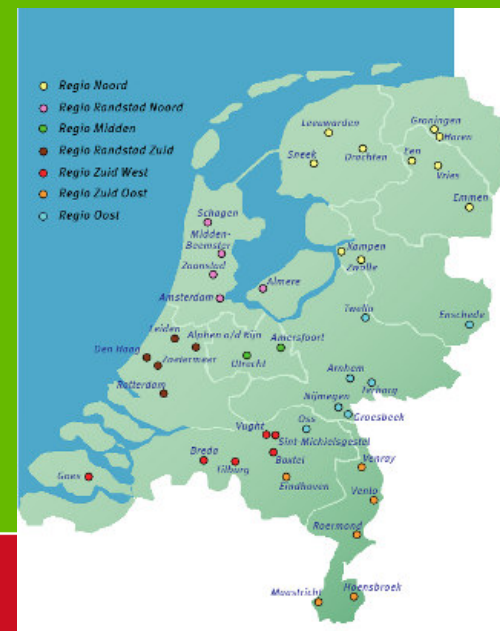 Regio Noord
Regio Randstad Noord
Regio Midden
Regio Randstad Zuid
Regio Zuid West
Regio Zuid Oost
Regio Oost
Leeuwarden
Groningen
Haren
Sneek
Drachten
Een
Vries
Emmen
Schagen
Midden-
Beemster
Kampen
Zwolle
Zaanstad
Almere
Amsterdam
Twello
Enschede
Leiden
Alphen a/d Rijn
Amersfoort
Den Haag
Zoetermeer
Utrecht
Arnhem
Terborg
Rotterdam
Nijmegen
Groesbeek
Oss
Vught
Sint Michielsgestel
Breda
Tilburg
Boxtel
Venray
Goes
Eindhoven
Venlo
Roermond
Maastricht
Hoensbroek